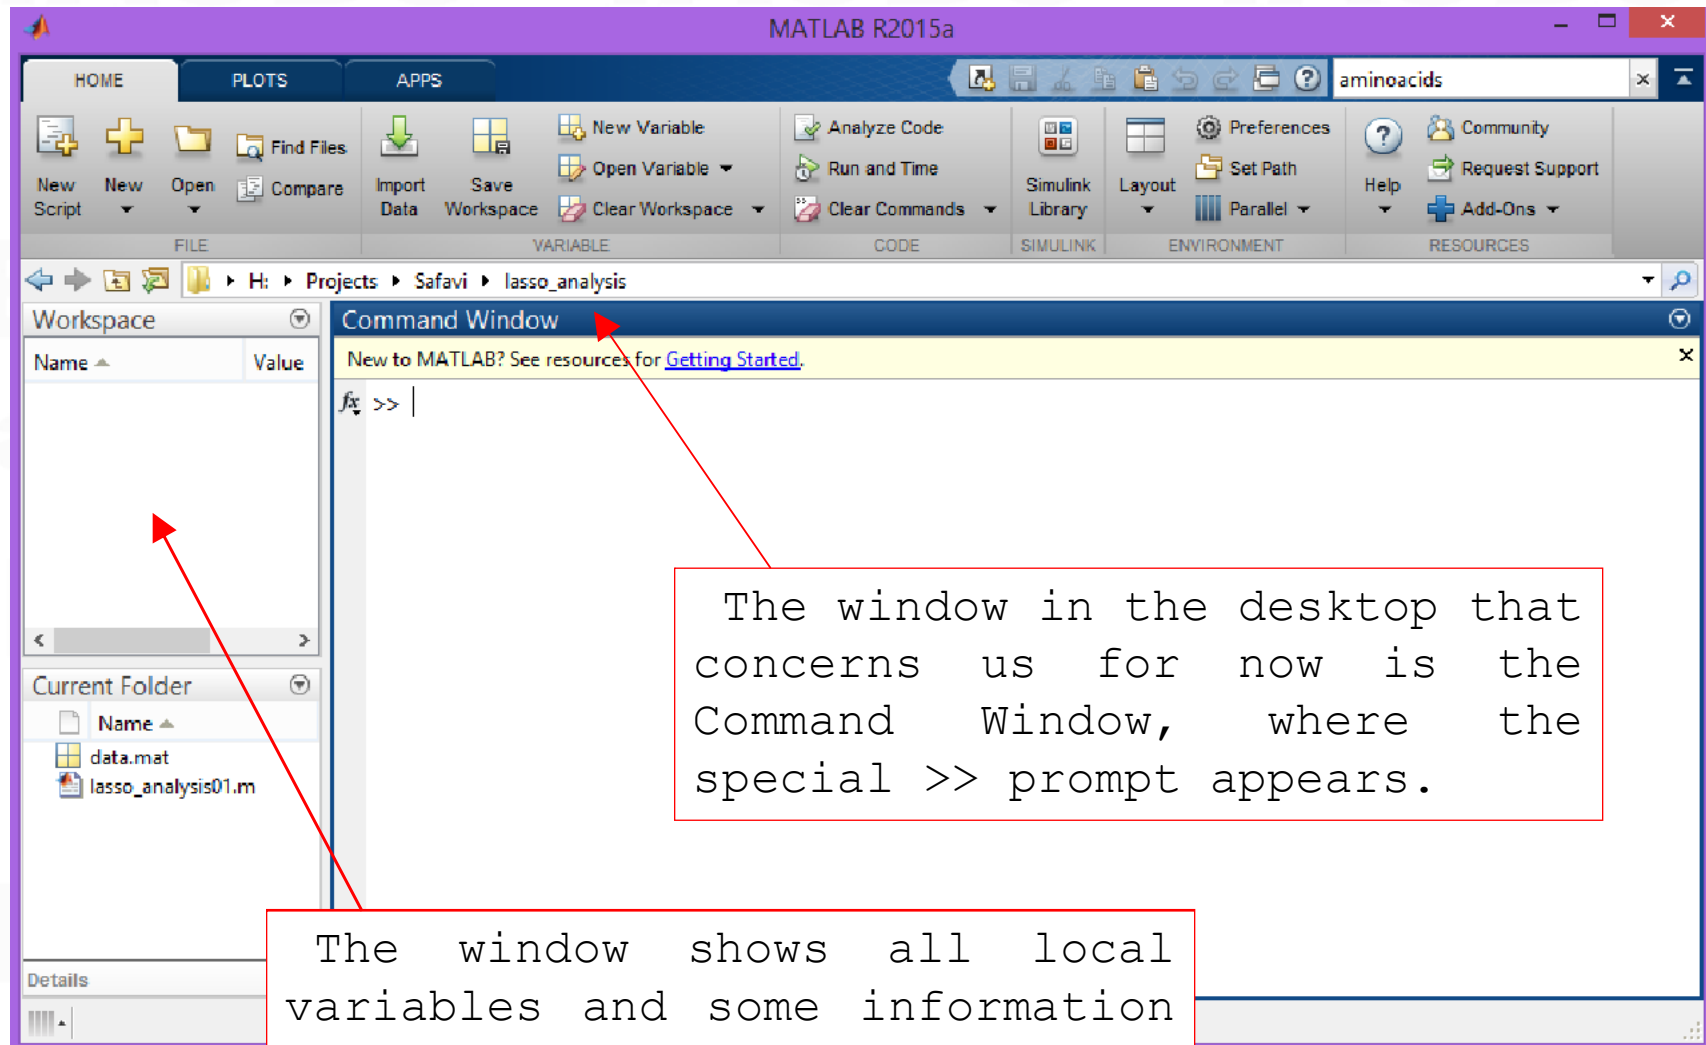 MATLAB R2015a
HOME PLOTS APPS aminoacids
New Script
New
Open
Find Files
Compare
FILE
Import Data
Save Workspace
New Variable
Open Variable
Clear Workspace
VARIABLE
Analyze Code
Run and Time
Clear Commands
CODE
Simulink Library
SIMULINK
Layout
Preferences
Set Path
Parallel
ENVIRONMENT
Help
Community
Request Support
Add-Ons
RESOURCES
H: Projects Safavi lasso_analysis
Workspace
Name Value
Command Window
New to MATLAB? See resources for Getting Started.
fx >>
The window in the desktop that
concerns us for now is the
Command Window, where the
special >> prompt appears.
Current Folder
Name
data.mat
lasso_analysis01.m
Details
The window shows all local
variables and some information